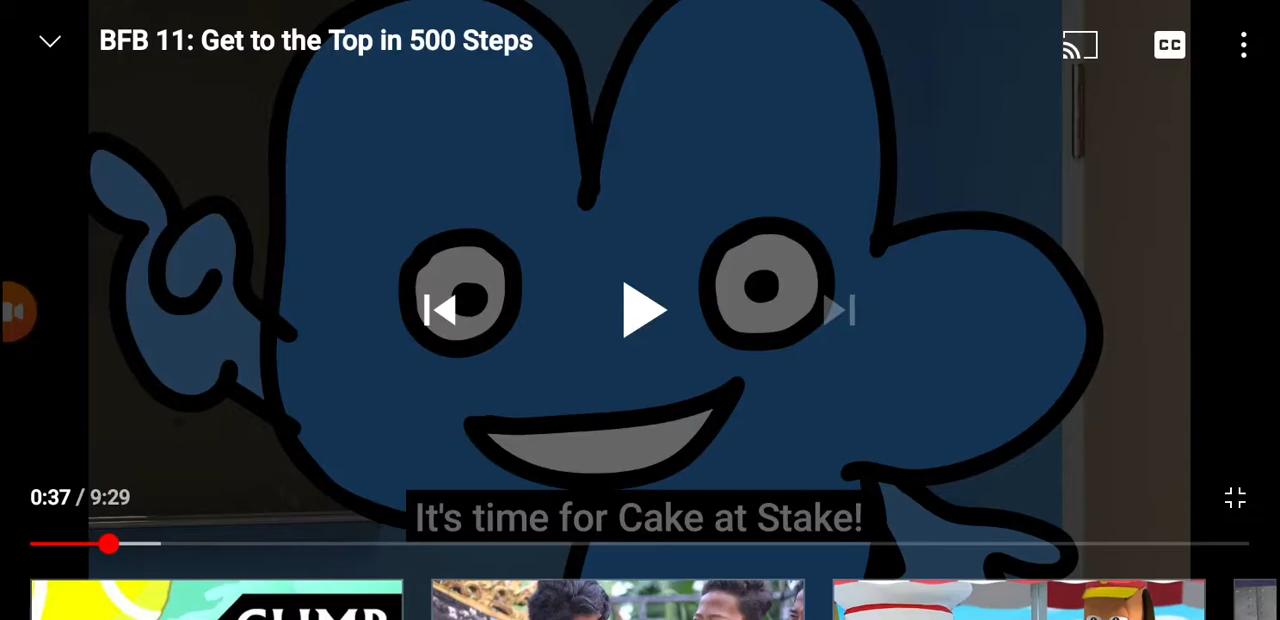 BFB 11: Get to the Top in 500 Steps
CC
0:37 / 9:29
It's time for Cake at Stake!